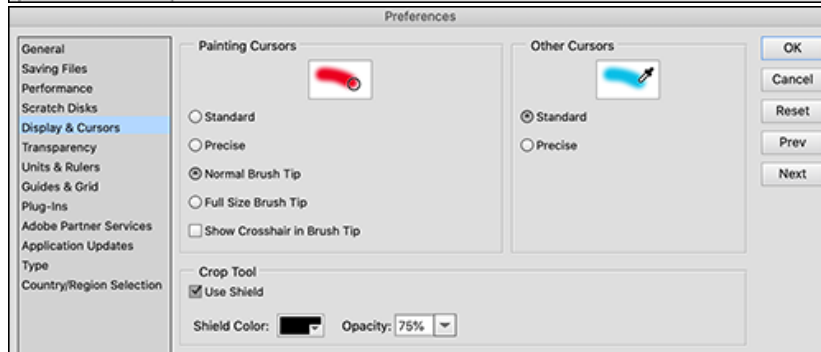 Preferences
General
Saving Files
Performance
Scratch Disks
Display & Cursors
Transparency
Units & Rulers
Guides & Grid
Plug-Ins
Adobe Partner Services
Application Updates
Type
Country/Region Selection
Painting Cursors
Standard
Precise
Normal Brush Tip
Full Size Brush Tip
Show Crosshair in Brush Tip
Other Cursors
Standard
Precise
Crop Tool
Use Shield
Shield Color: Opacity: 75%
OK
Cancel
Reset
Prev
Next